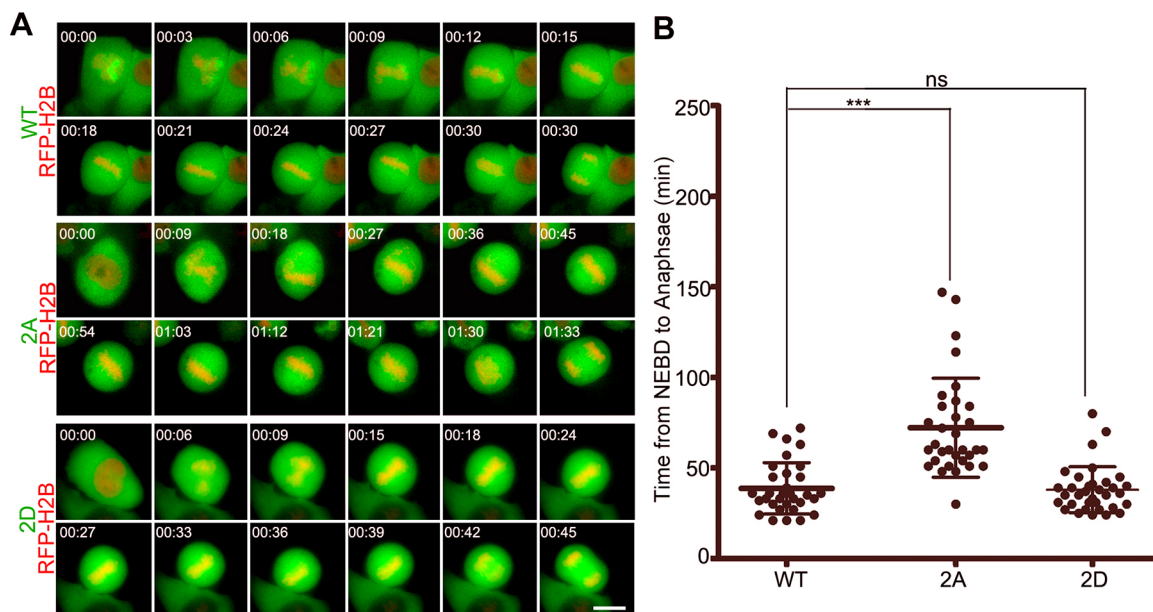 A
WT
RFP-H2B
00:00 00:03 00:06 00:09 00:12 00:15
00:18 00:21 00:24 00:27 00:30 00:30
2A
RFP-H2B
00:00 00:09 00:18 00:27 00:36 00:45
00:54 01:03 01:12 01:21 01:30 01:33
2D
RFP-H2B
00:00 00:06 00:09 00:15 00:18 00:24
00:27 00:33 00:36 00:39 00:42 00:45
B
Time from NEBD to Anaphsae (min)
ns
***
250
200
150
100
50
0
WT 2A 2D